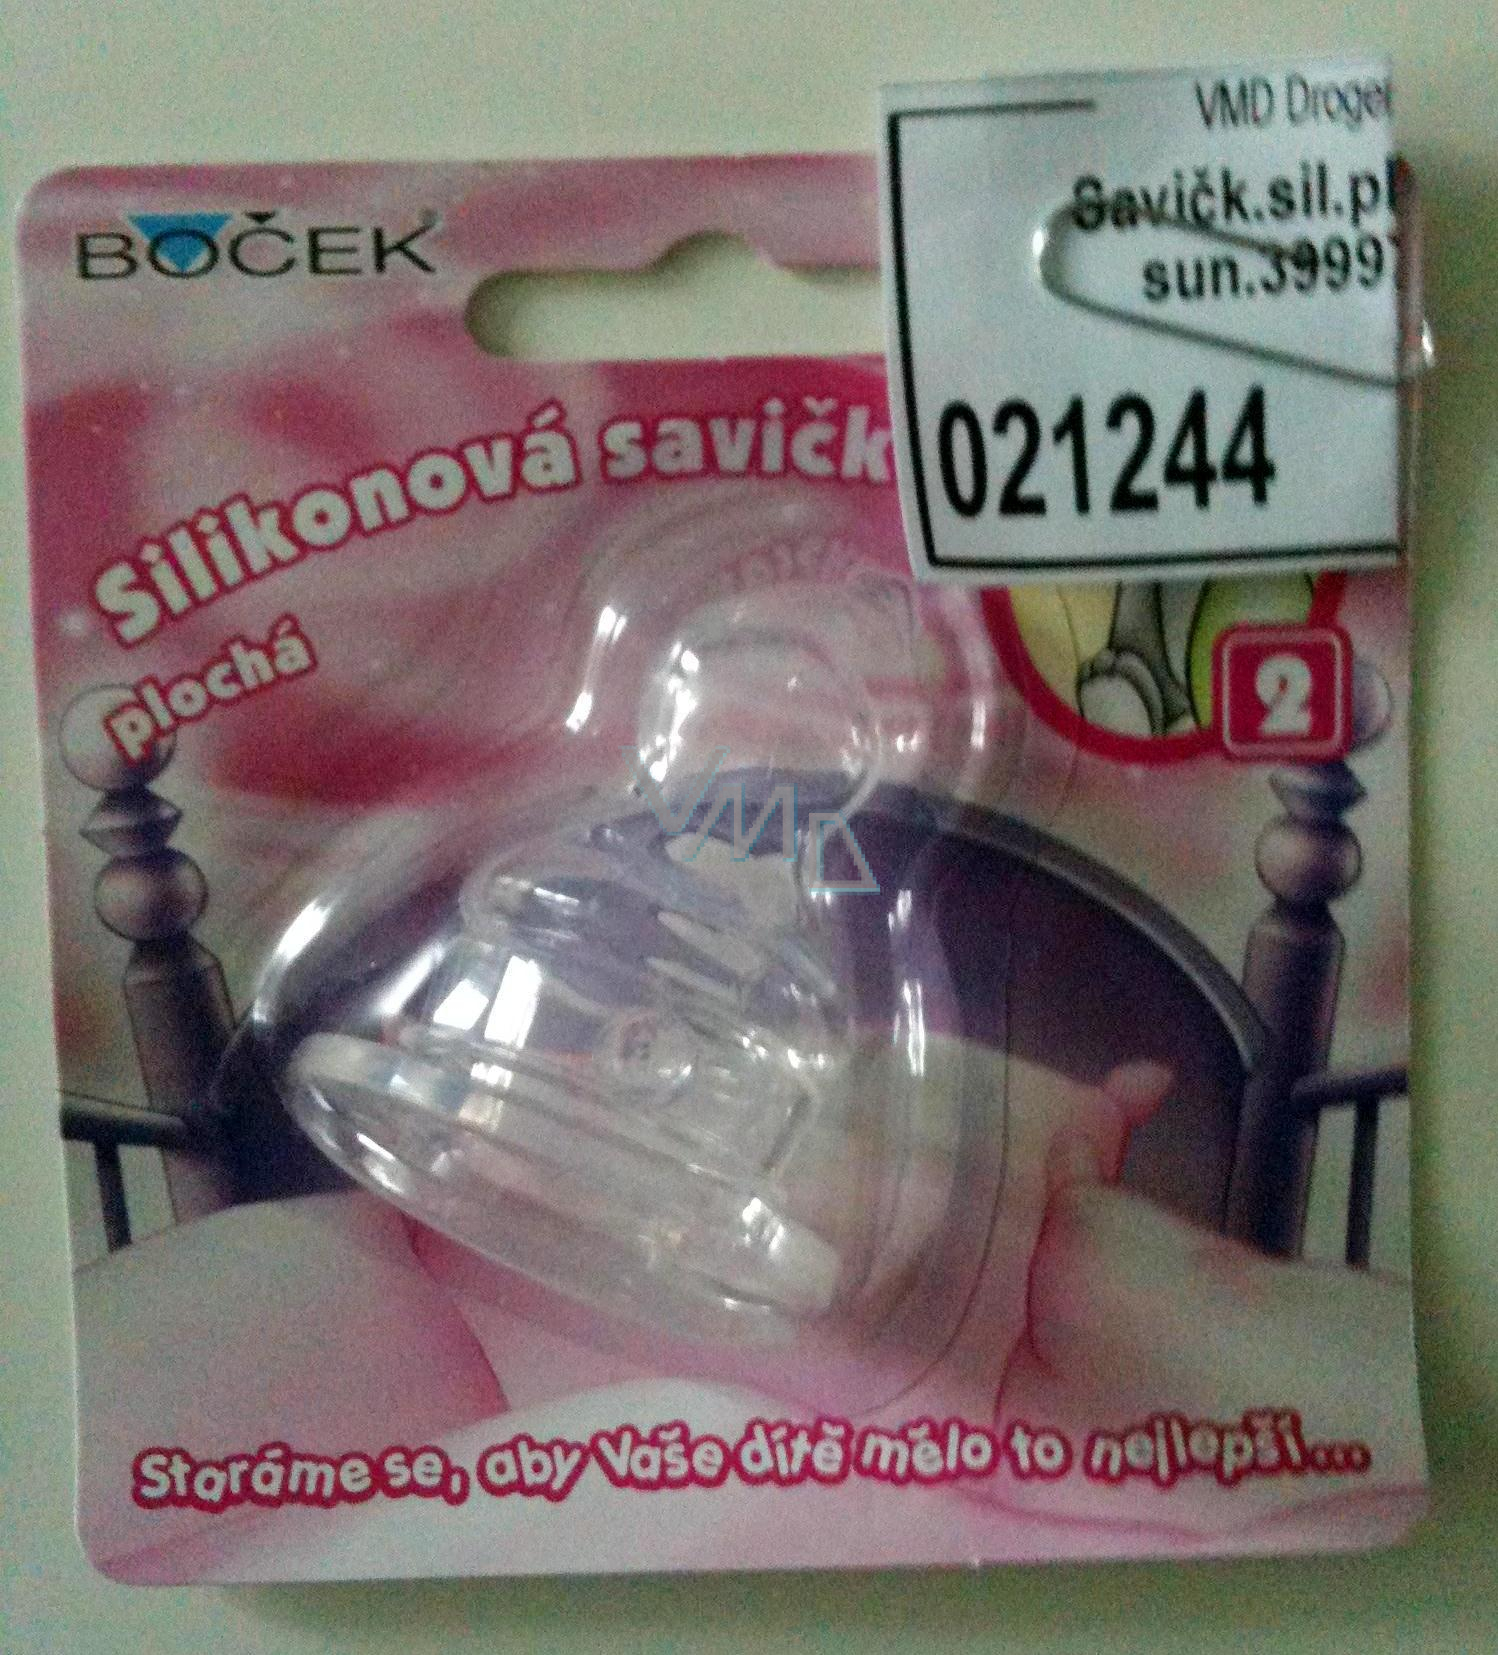 BOČEK®
VMD Droge
Savičk.sil.pl
sun.3999
021244
Silikonová savičk
plochá
2
VMD
Staráme se, aby Vaše dítě mělo to nejlepší...